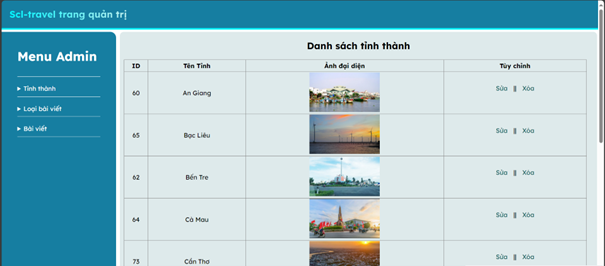 Scl-travel trang quản trị
Menu Admin
▶ Tỉnh thành
▶ Loại bài viết
▶ Bài viết
Danh sách tỉnh thành
ID Tên Tỉnh Ảnh đại diện Tùy chỉnh
60 An Giang Sửa || Xóa
65 Bạc Liêu Sửa || Xóa
62 Bến Tre Sửa || Xóa
64 Cà Mau Sửa || Xóa
73 Cần Thơ Sửa || Xóa